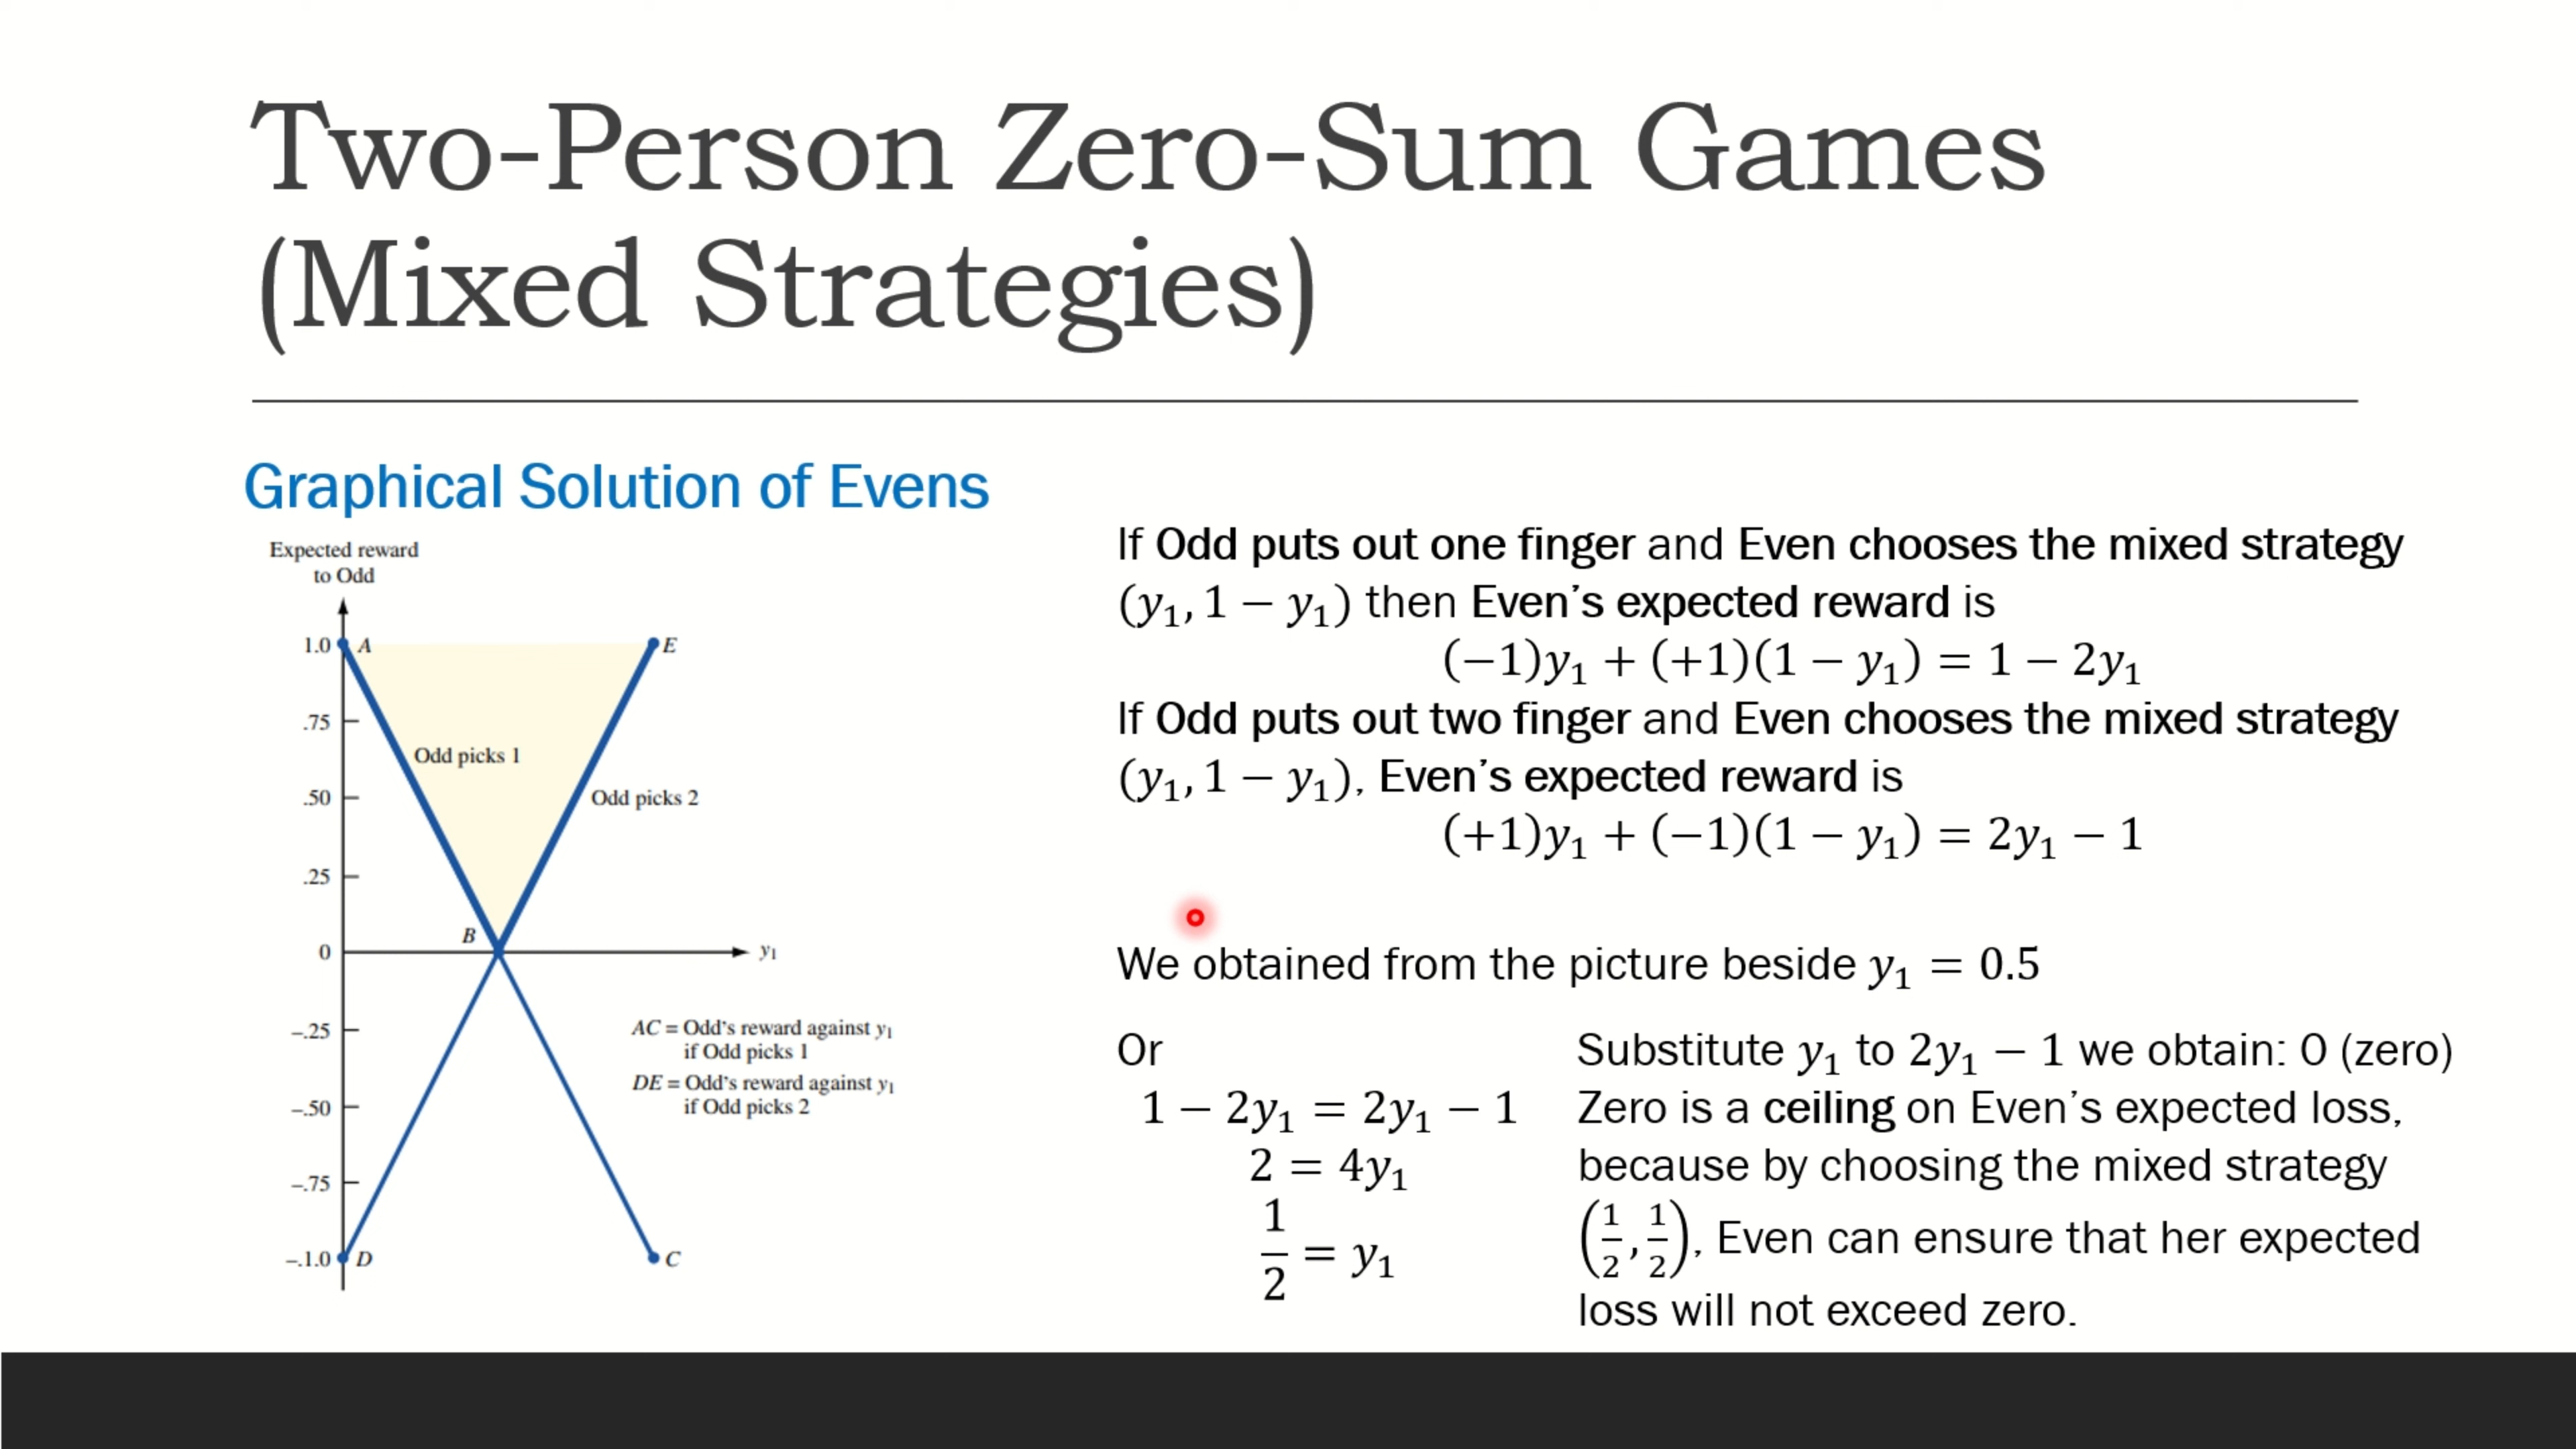 Two-Person Zero-Sum Games
(Mixed Strategies)
Graphical Solution of Evens
Expected reward
to Odd
1.0
A
E
.75
Odd picks 1
.50
Odd picks 2
.25
B
0
y₁
–.25
AC = Odd's reward against y₁
if Odd picks 1
DE = Odd's reward against y₁
if Odd picks 2
–.50
–.75
–.1.0
D
C
If Odd puts out one finger and Even chooses the mixed strategy
(y₁, 1 − y₁) then Even's expected reward is
(−1)y₁ + (+1)(1 − y₁) = 1 − 2y₁
If Odd puts out two finger and Even chooses the mixed strategy
(y₁, 1 − y₁), Even's expected reward is
(+1)y₁ + (−1)(1 − y₁) = 2y₁ − 1
We obtained from the picture beside y₁ = 0.5
Or
1 − 2y₁ = 2y₁ − 1
2 = 4y₁
1/2 = y₁
Substitute y₁ to 2y₁ − 1 we obtain: 0 (zero)
Zero is a ceiling on Even's expected loss,
because by choosing the mixed strategy
(1/2, 1/2), Even can ensure that her expected
loss will not exceed zero.